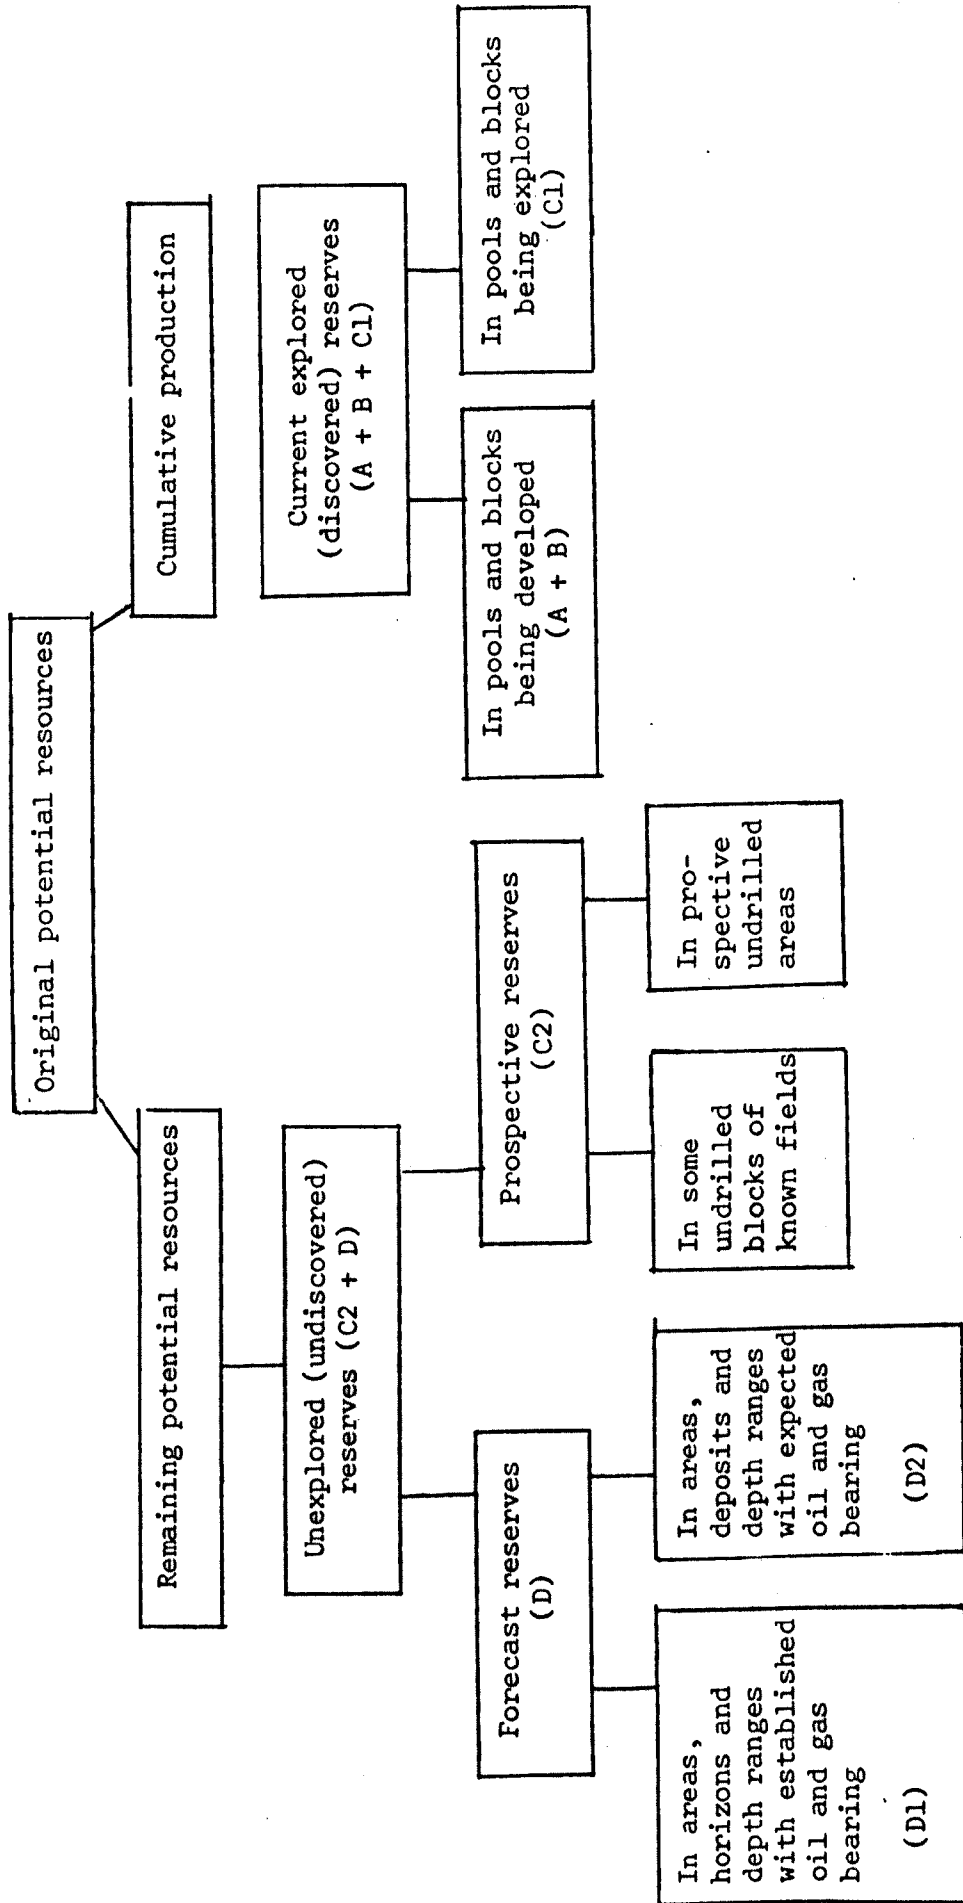 Original potential resources
Remaining potential resources
Cumulative production
Unexplored (undiscovered)
reserves (C2 + D)
Current explored
(discovered) reserves
(A + B + C1)
Forecast reserves
(D)
Prospective reserves
(C2)
In pools and blocks
being developed
(A + B)
In pools and blocks
being explored
(C1)
In areas,
horizons and
depth ranges
with established
oil and gas
bearing
(D1)
In areas,
deposits and
depth ranges
with expected
oil and gas
bearing
(D2)
In some
undrilled
blocks of
known fields
In pro-
spective
undrilled
areas